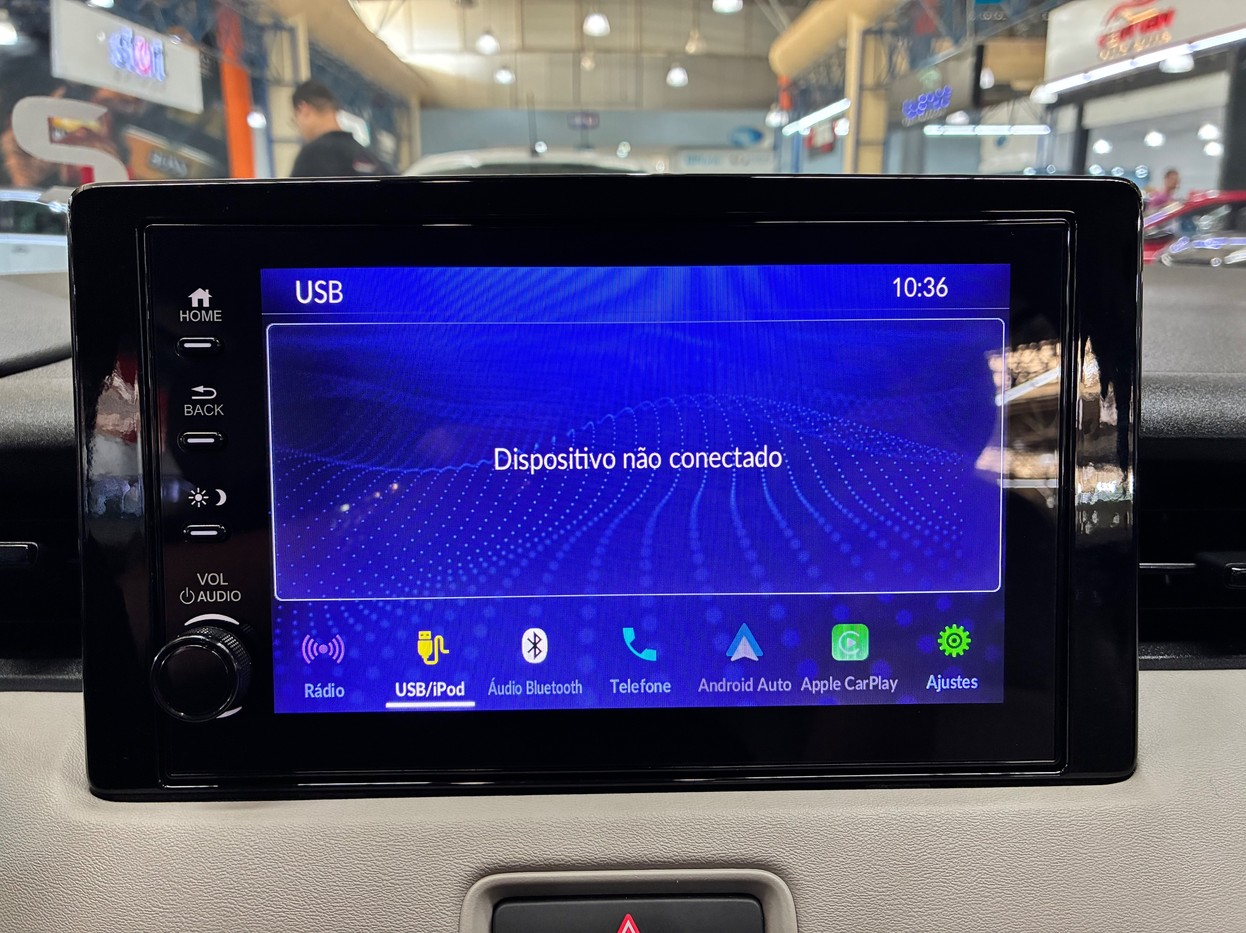 USB
10:36
HOME
BACK
Dispositivo não conectado
VOL
AUDIO
Rádio
USB/iPod
Áudio Bluetooth
Telefone
Android Auto
Apple CarPlay
Ajustes